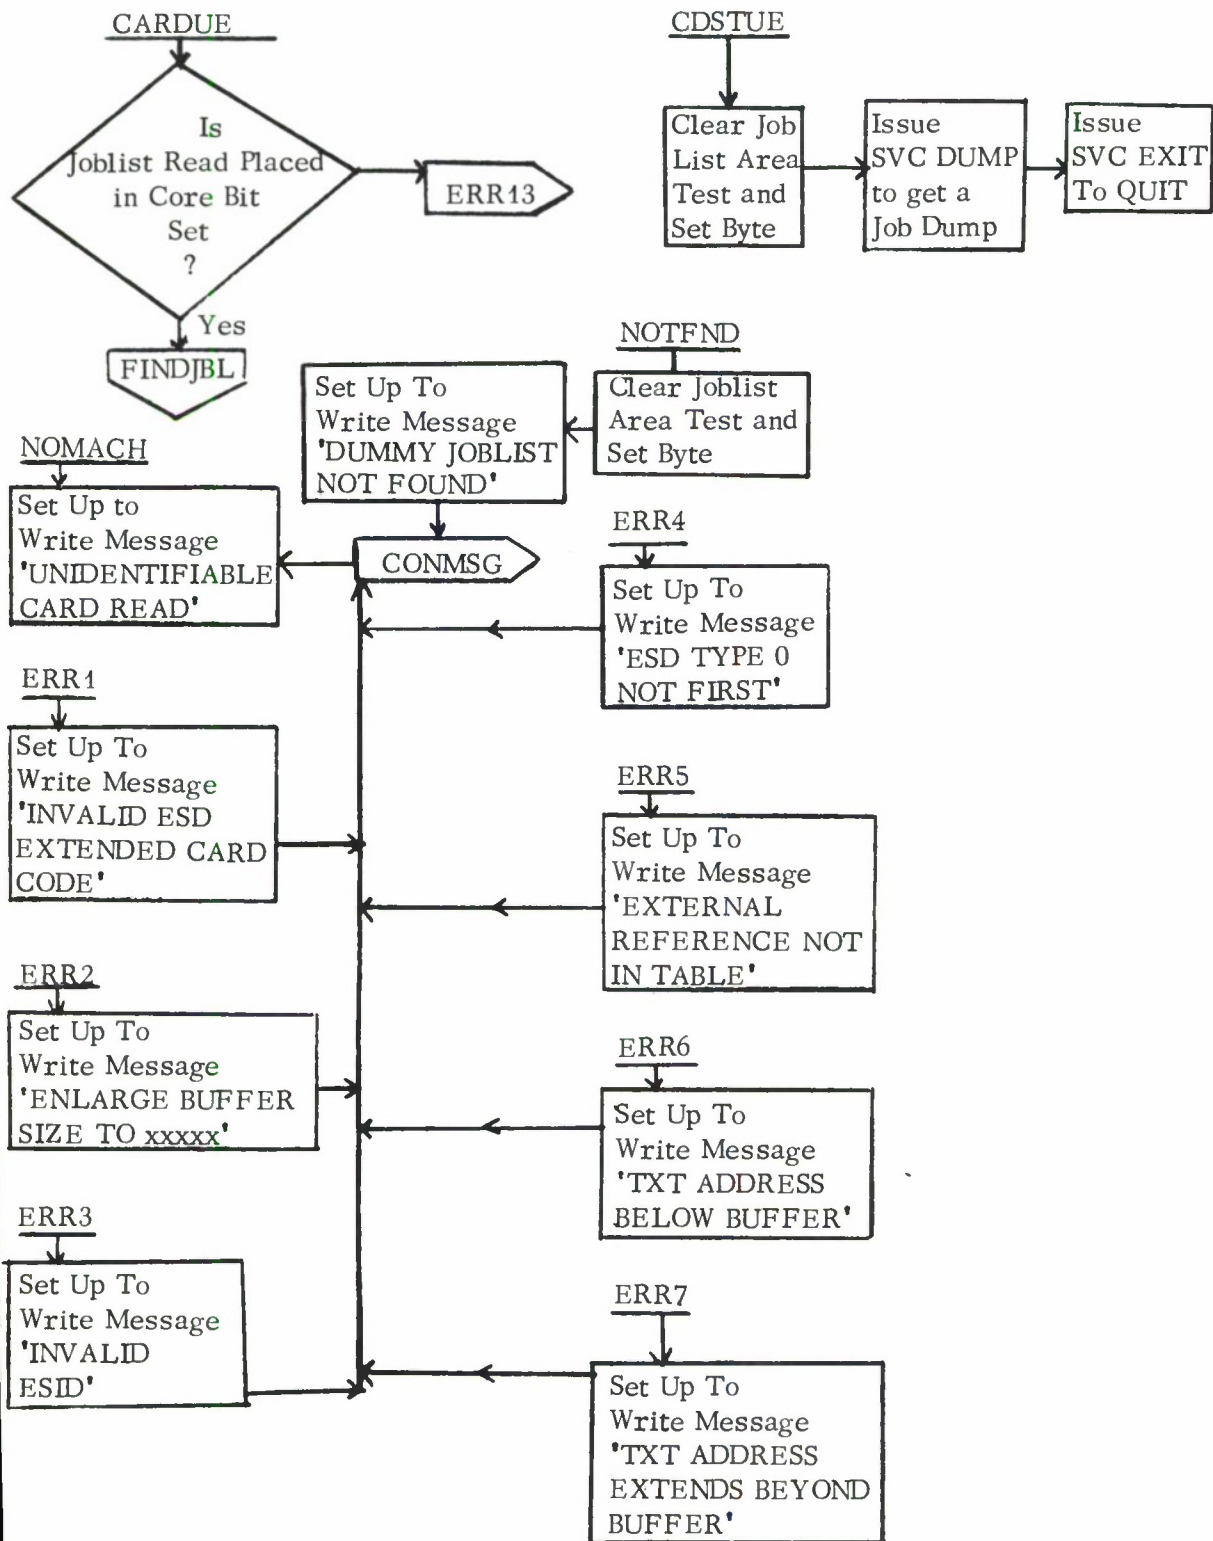 CARDUE
Is
Joblist Read Placed
in Core Bit
Set
?
Yes
FINDJBL
ERR13
CDSTUE
Clear Job
List Area
Test and
Set Byte
Issue
SVC DUMP
to get a
Job Dump
Issue
SVC EXIT
To QUIT
NOTFND
Clear Joblist
Area Test and
Set Byte
Set Up To
Write Message
'DUMMY JOBLIST
NOT FOUND'
CONMSG
NOMACH
Set Up to
Write Message
'UNIDENTIFIABLE
CARD READ'
ERR4
Set Up To
Write Message
'ESD TYPE 0
NOT FIRST'
ERR1
Set Up To
Write Message
'INVALID ESD
EXTENDED CARD
CODE'
ERR5
Set Up To
Write Message
'EXTERNAL
REFERENCE NOT
IN TABLE'
ERR2
Set Up To
Write Message
'ENLARGE BUFFER
SIZE TO xxxxx'
ERR6
Set Up To
Write Message
'TXT ADDRESS
BELOW BUFFER'
ERR3
Set Up To
Write Message
'INVALID
ESID'
ERR7
Set Up To
Write Message
'TXT ADDRESS
EXTENDS BEYOND
BUFFER'